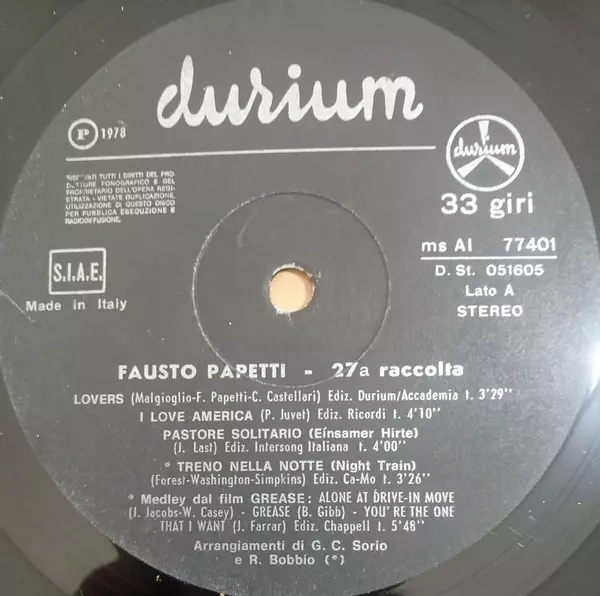 durium
P 1978
RISERVATI TUTTI I DIRITTI DEL PRO-
DUTTORE FONOGRAFICO E DEL
PROPRIETARIO DELL'OPERA REGI-
STRATA - VIETATE DUPLICAZIONE,
UTILIZZAZIONE DI QUESTO DISCO
PER PUBBLICA ESEQUZIONE E
RADIODIFFUSIONE.
durium
33 giri
ms AI 77401
D. St. 051605
Lato A
STEREO
S.I.A.E.
Made in Italy
FAUSTO PAPETTI - 27a raccolta
LOVERS (Malgioglio-F. Papetti-C. Castellari) Ediz. Durium/Accademia t. 3'29''
I LOVE AMERICA (P. Juvet) Ediz. Ricordi t. 4'10''
PASTORE SOLITARIO (Einsamer Hirte)
(J. Last) Ediz. Intersong Italiana t. 4'00''
* TRENO NELLA NOTTE (Night Train)
(Forest-Washington-Simpkins) Ediz. Ca-Mo t. 3'26''
* Medley dal film GREASE: ALONE AT DRIVE-IN MOVE
(J. Jacobs-W. Casey) - GREASE (B. Gibb) - YOU'RE THE ONE
THAT I WANT (J. Farrar) Ediz. Chappell t. 5'48''
Arrangiamenti di G. C. Sorio
e R. Bobbio (*)